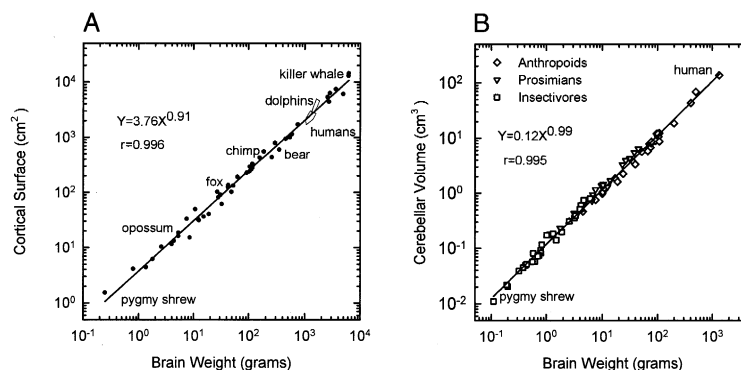 A
Cortical Surface (cm²)
10⁴
10³
10²
10¹
10⁰
killer whale
dolphins
humans
Y=3.76X^0.91
r=0.996
chimp
bear
fox
opossum
pygmy shrew
10⁻¹ 10⁰ 10¹ 10² 10³ 10⁴
Brain Weight (grams)
B
Cerebellar Volume (cm³)
10²
10¹
10⁰
10⁻¹
10⁻²
Anthropoids
Prosimians
Insectivores
human
Y=0.12X^0.99
r=0.995
pygmy shrew
10⁻¹ 10⁰ 10¹ 10² 10³
Brain Weight (grams)